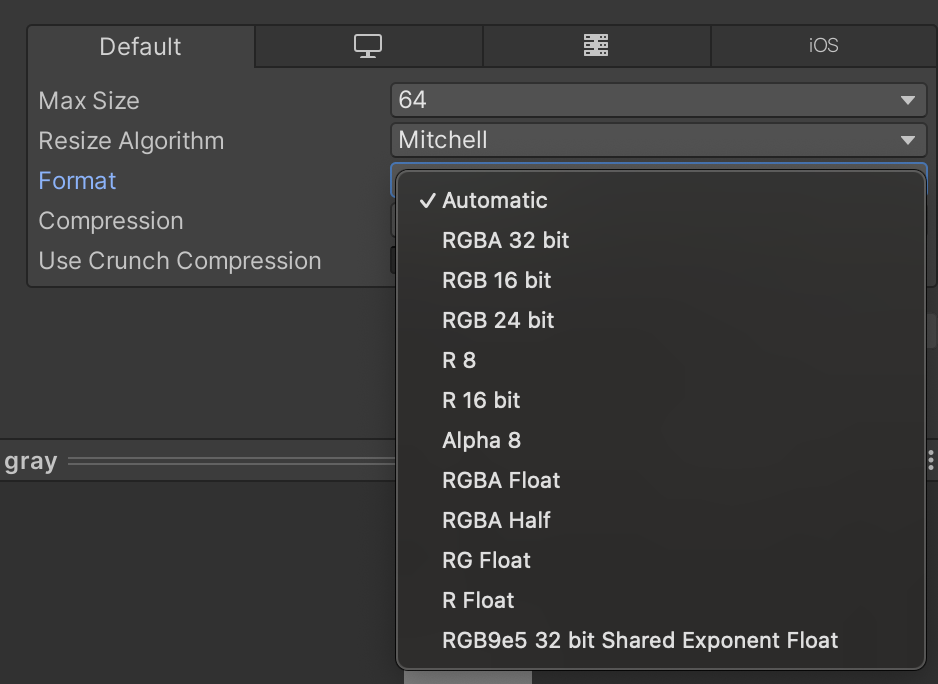 Default
iOS
Max Size
64
Resize Algorithm
Mitchell
Format
Compression
Use Crunch Compression
Automatic
RGBA 32 bit
RGB 16 bit
RGB 24 bit
R 8
R 16 bit
Alpha 8
RGBA Float
RGBA Half
RG Float
R Float
RGB9e5 32 bit Shared Exponent Float
gray